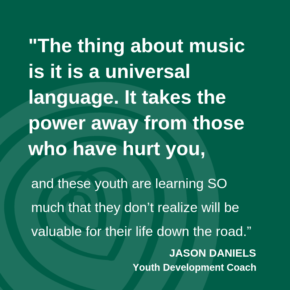 "The thing about music
is it is a universal
language. It takes the
power away from those
who have hurt you,
and these youth are learning SO
much that they don't realize will be
valuable for their life down the road."
JASON DANIELS
Youth Development Coach